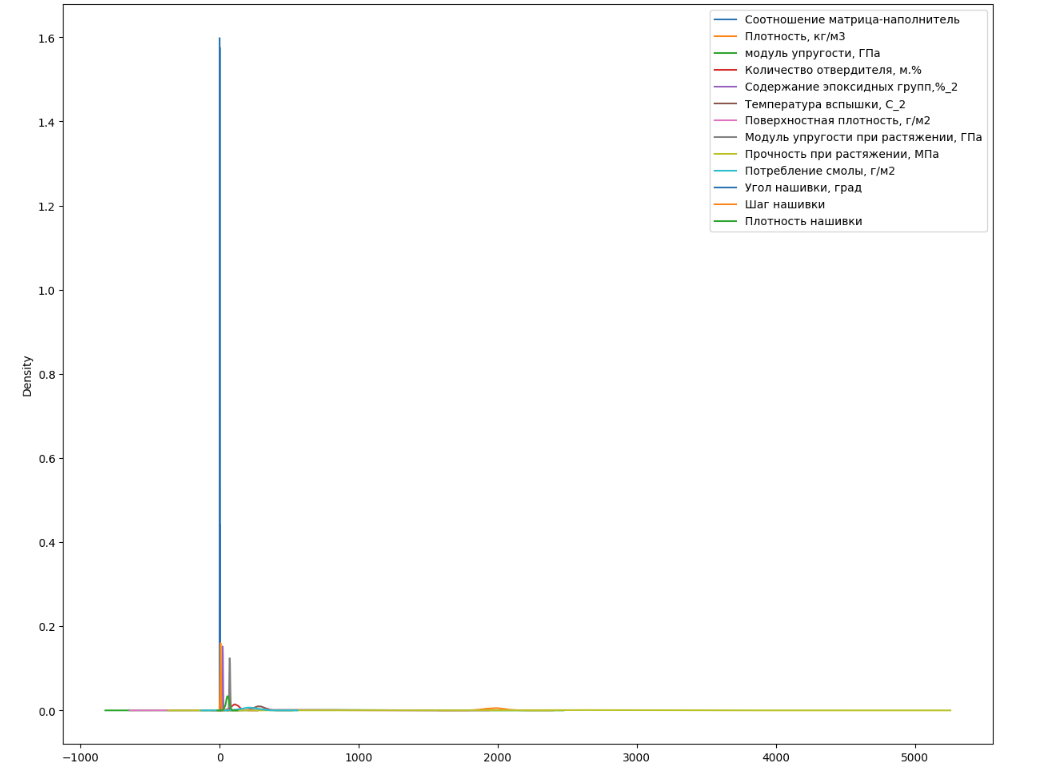 Соотношение матрица-наполнитель
Плотность, кг/м3
модуль упругости, ГПа
Количество отвердителя, м.%
Содержание эпоксидных групп,%_2
Температура вспышки, С_2
Поверхностная плотность, г/м2
Модуль упругости при растяжении, ГПа
Прочность при растяжении, МПа
Потребление смолы, г/м2
Угол нашивки, град
Шаг нашивки
Плотность нашивки
1.6
1.4
1.2
1.0
0.8
0.6
0.4
0.2
0.0
Density
−1000 0 1000 2000 3000 4000 5000